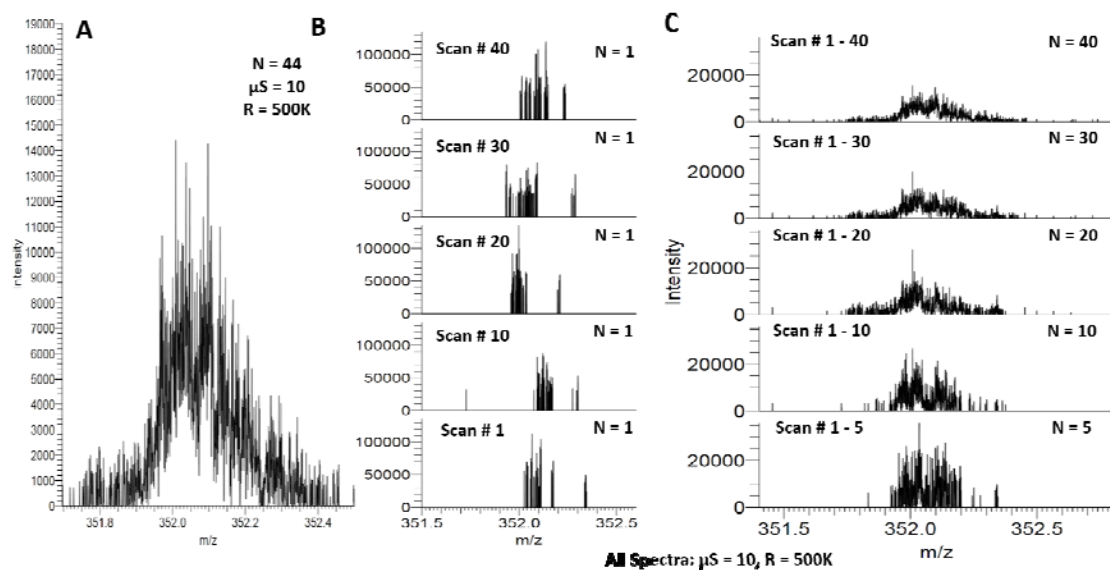 A
N = 44
µS = 10
R = 500K
19000
18000
17000
16000
15000
14000
13000
12000
11000
10000
9000
8000
7000
6000
5000
4000
3000
2000
1000
0
Intensity
351.8
352.0
352.2
352.4
m/z
B
Scan # 40
N = 1
100000
50000
0
Scan # 30
N = 1
100000
50000
0
Scan # 20
N = 1
100000
50000
0
Scan # 10
N = 1
100000
50000
0
Scan # 1
N = 1
100000
50000
0
351.5
352.0
352.5
m/z
C
Scan # 1 - 40
N = 40
20000
0
Scan # 1 - 30
N = 30
20000
0
Scan # 1 - 20
N = 20
20000
0
Scan # 1 - 10
N = 10
20000
0
Scan # 1 - 5
N = 5
20000
0
Intensity
351.5
352.0
352.5
m/z
All Spectra: µS = 10, R = 500K